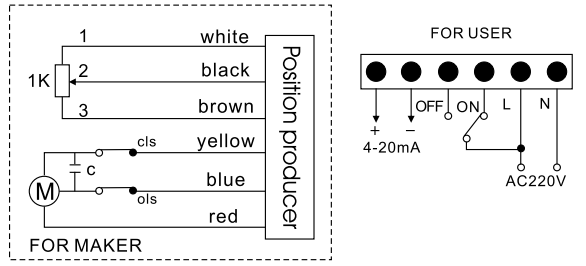 FOR USER
1 white
1K 2 black
3 brown
Position producer
cls yellow
C
M blue
ols
red
FOR MAKER
OFF ON L N
+ −
4-20mA
AC220V